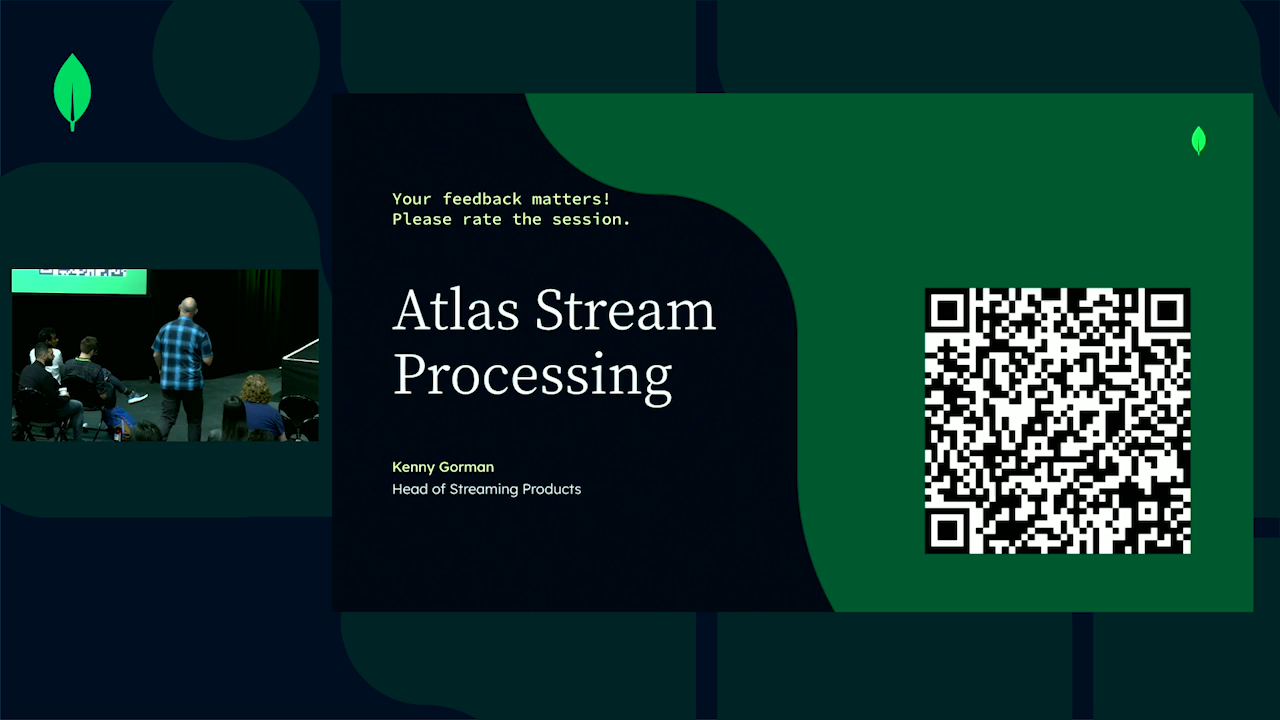 Your feedback matters!
Please rate the session.
Atlas Stream
Processing
Kenny Gorman
Head of Streaming Products